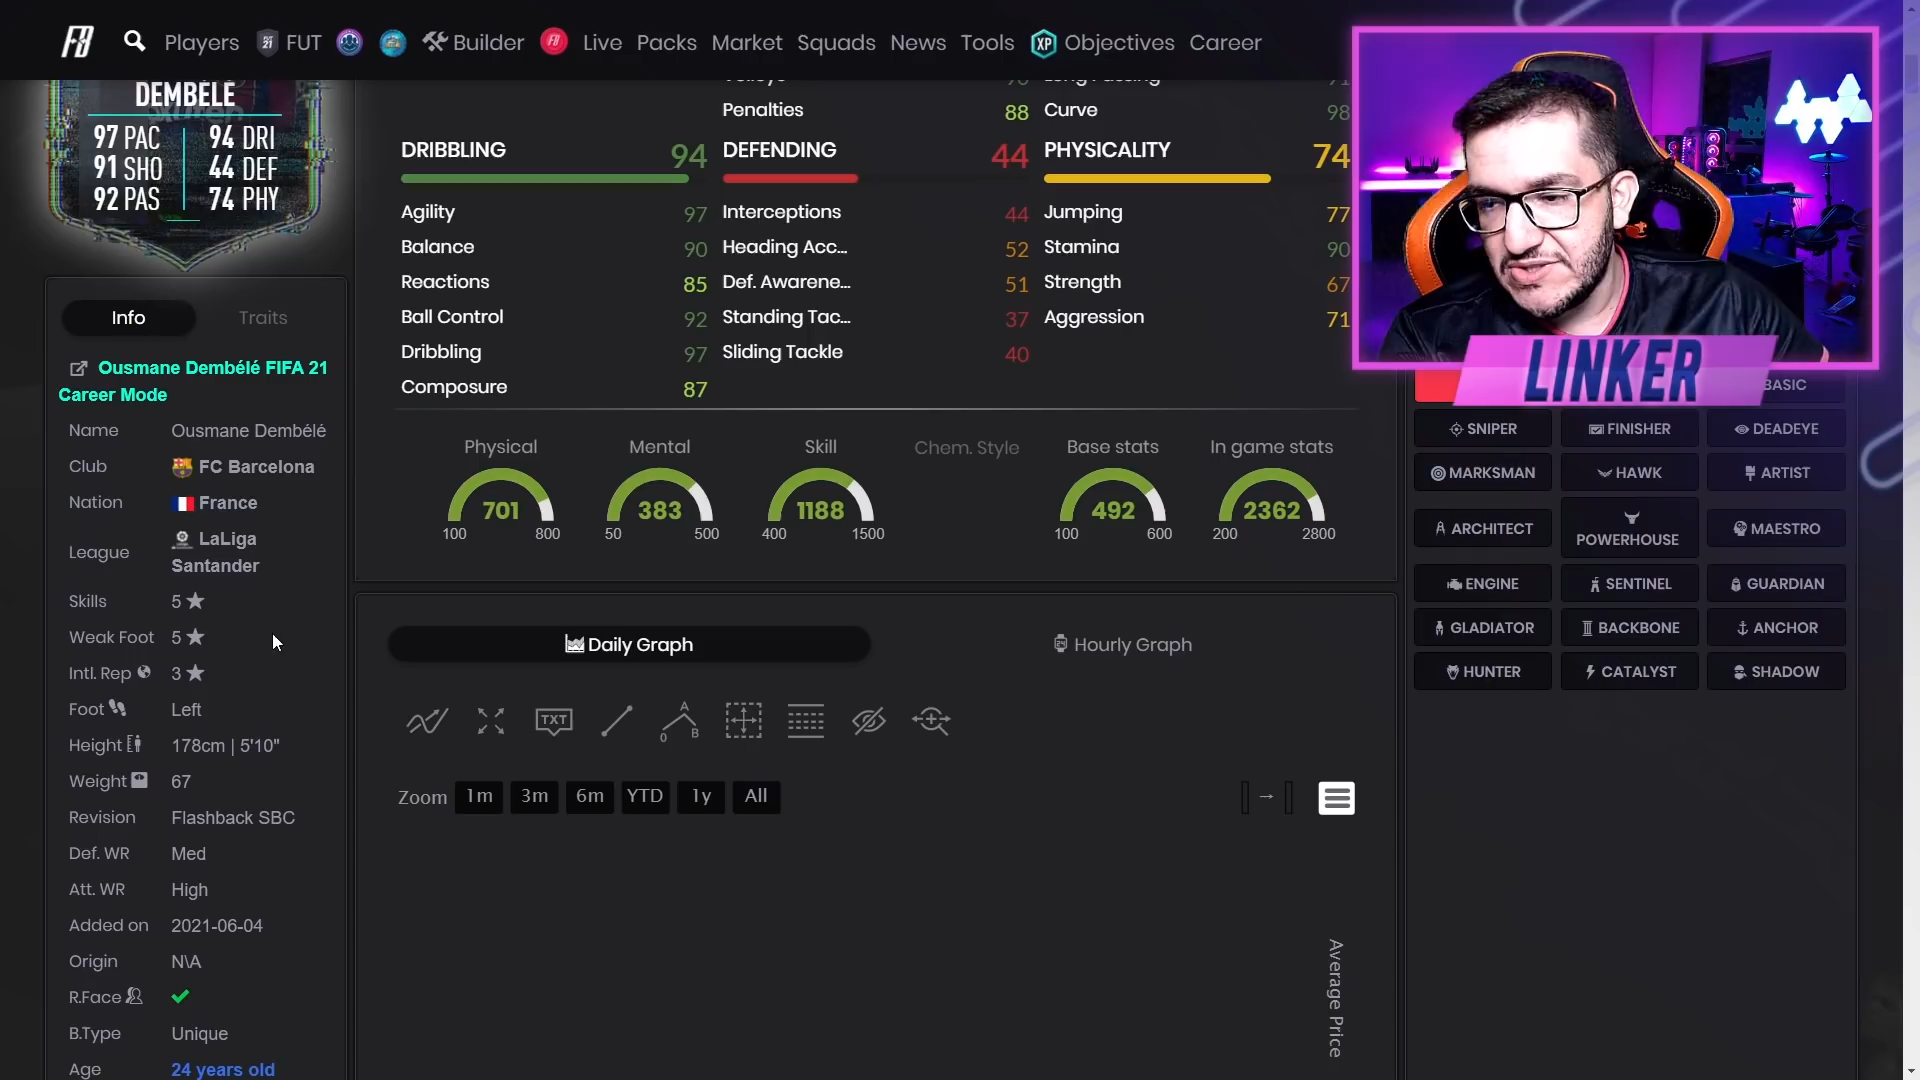 Players FUT Builder Live Packs Market Squads News Tools XP Objectives Career
DEMBÉLÉ
97 PAC 94 DRI
91 SHO 44 DEF
92 PAS 74 PHY
Penalties 88 Curve 98
DRIBBLING 94 DEFENDING 44 PHYSICALITY 74
Agility 97 Interceptions 44 Jumping 77
Balance 90 Heading Acc... 52 Stamina 90
Reactions 85 Def. Awarene... 51 Strength 67
Ball Control 92 Standing Tac... 37 Aggression 71
Dribbling 97 Sliding Tackle 40
Composure 87
Physical Mental Skill Chem. Style Base stats In game stats
701 383 1188 492 2362
100 800 50 500 400 1500 100 600 200 2800
Info Traits
Ousmane Dembélé FIFA 21
Career Mode
Name Ousmane Dembélé
Club FC Barcelona
Nation France
League LaLiga
Santander
Skills 5
Weak Foot 5
Intl. Rep 3
Foot Left
Height 178cm | 5'10"
Weight 67
Revision Flashback SBC
Def. WR Med
Att. WR High
Added on 2021-06-04
Origin N\A
R.Face
B.Type Unique
Age 24 years old
Daily Graph Hourly Graph
TXT
A
0 B
Zoom 1m 3m 6m YTD 1y All
→
Average Price
LINKER
BASIC
SNIPER FINISHER DEADEYE
MARKSMAN HAWK ARTIST
ARCHITECT POWERHOUSE MAESTRO
ENGINE SENTINEL GUARDIAN
GLADIATOR BACKBONE ANCHOR
HUNTER CATALYST SHADOW